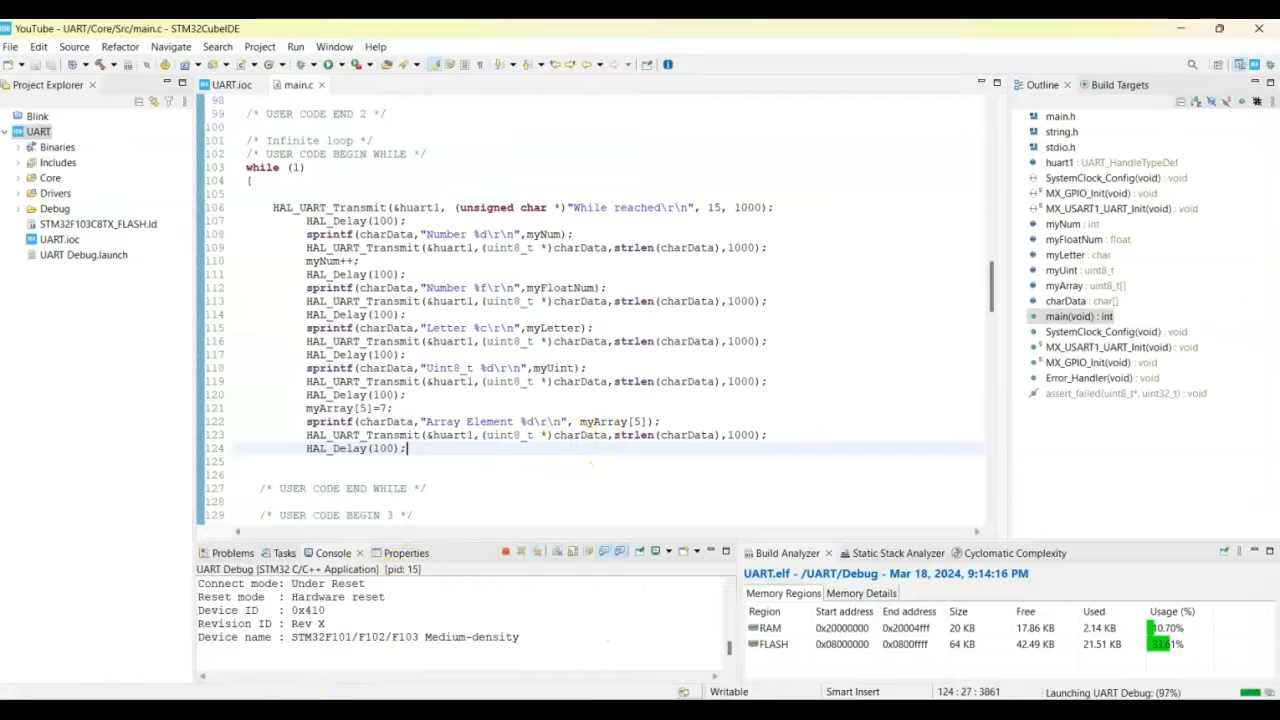 YouTube - UART/Core/Src/main.c - STM32CubeIDE
File Edit Source Refactor Navigate Search Project Run Window Help
Project Explorer
UART.ioc
main.c
Outline
Build Targets
Blink
UART
Binaries
Includes
Core
Drivers
Debug
STM32F103C8TX_FLASH.ld
UART.ioc
UART Debug.launch
98
99 /* USER CODE END 2 */
100
101 /* Infinite loop */
102 /* USER CODE BEGIN WHILE */
103 while (1)
104 {
105
106 HAL_UART_Transmit(&huart1, (unsigned char *)"While reached\r\n", 15, 1000);
107 HAL_Delay(100);
108 sprintf(charData,"Number %d\r\n",myNum);
109 HAL_UART_Transmit(&huart1,(uint8_t *)charData,strlen(charData),1000);
110 myNum++;
111 HAL_Delay(100);
112 sprintf(charData,"Number %f\r\n",myFloatNum);
113 HAL_UART_Transmit(&huart1,(uint8_t *)charData,strlen(charData),1000);
114 HAL_Delay(100);
115 sprintf(charData,"Letter %c\r\n",myLetter);
116 HAL_UART_Transmit(&huart1,(uint8_t *)charData,strlen(charData),1000);
117 HAL_Delay(100);
118 sprintf(charData,"Uint8_t %d\r\n",myUint);
119 HAL_UART_Transmit(&huart1,(uint8_t *)charData,strlen(charData),1000);
120 HAL_Delay(100);
121 myArray[5]=7;
122 sprintf(charData,"Array Element %d\r\n", myArray[5]);
123 HAL_UART_Transmit(&huart1,(uint8_t *)charData,strlen(charData),1000);
124 HAL_Delay(100);
125
126
127 /* USER CODE END WHILE */
128
129 /* USER CODE BEGIN 3 */
main.h
string.h
stdio.h
huart1 : UART_HandleTypeDef
SystemClock_Config(void) : void
MX_GPIO_Init(void) : void
MX_USART1_UART_Init(void) : void
myNum : int
myFloatNum : float
myLetter : char
myUint : uint8_t
myArray : uint8_t[]
charData : char[]
main(void) : int
SystemClock_Config(void) : void
MX_USART1_UART_Init(void) : void
MX_GPIO_Init(void) : void
Error_Handler(void) : void
assert_failed(uint8_t*, uint32_t) : void
Problems Tasks Console Properties
UART Debug [STM32 C/C++ Application] [pid: 15]
Connect mode: Under Reset
Reset mode : Hardware reset
Device ID : 0x410
Revision ID : Rev X
Device name : STM32F101/F102/F103 Medium-density
Build Analyzer Static Stack Analyzer Cyclomatic Complexity
UART.elf - /UART/Debug - Mar 18, 2024, 9:14:16 PM
Memory Regions Memory Details
Region Start address End address Size Free Used Usage (%)
RAM 0x20000000 0x20004fff 20 KB 17.86 KB 2.14 KB 10.70%
FLASH 0x08000000 0x0800ffff 64 KB 42.49 KB 21.51 KB 33.61%
Writable Smart Insert 124 : 27 : 3861 Launching UART Debug: (97%)